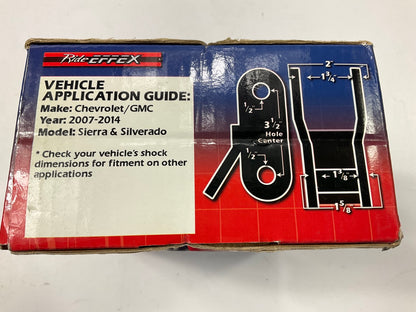 Ride EFFEX
VEHICLE
APPLICATION GUIDE:
Make: Chevrolet/GMC
Year: 2007-2014
Model: Sierra & Silverado
* Check your vehicle's shock
dimensions for fitment on other
applications
1/2"
3 1/2"
Hole
Center
1/2"
2"
1 3/4"
1 3/8"
1 5/8"